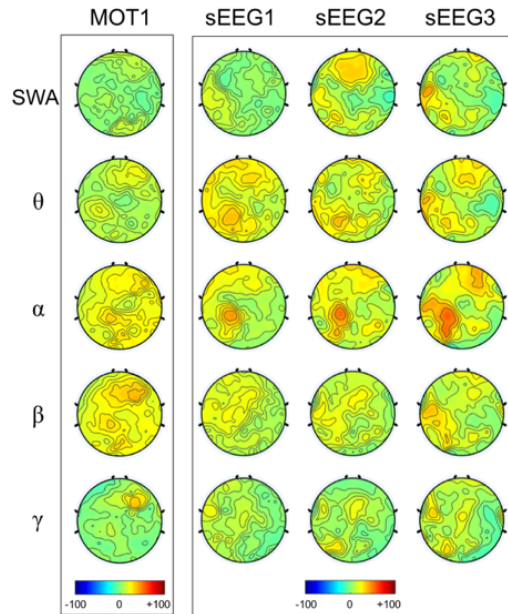 MOT1 sEEG1 sEEG2 sEEG3
SWA
θ
α
β
γ
-100 0 +100 -100 0 +100